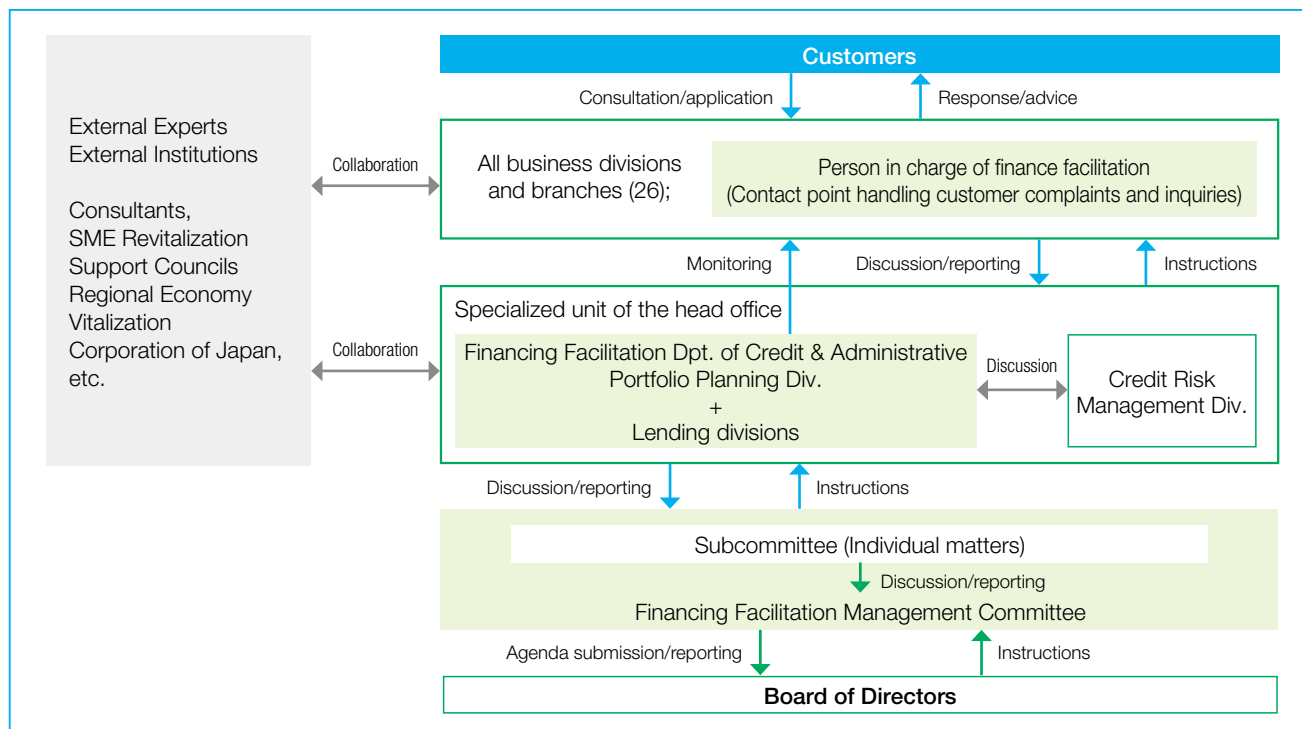 Customers
Consultation/application
Response/advice
External Experts
External Institutions
Consultants,
SME Revitalization
Support Councils
Regional Economy
Vitalization
Corporation of Japan,
etc.
Collaboration
All business divisions
and branches (26);
Person in charge of finance facilitation
(Contact point handling customer complaints and inquiries)
Monitoring
Discussion/reporting
Instructions
Collaboration
Specialized unit of the head office
Financing Facilitation Dpt. of Credit & Administrative
Portfolio Planning Div.
+
Lending divisions
Discussion
Credit Risk
Management Div.
Discussion/reporting
Instructions
Subcommittee (Individual matters)
Discussion/reporting
Financing Facilitation Management Committee
Agenda submission/reporting
Instructions
Board of Directors